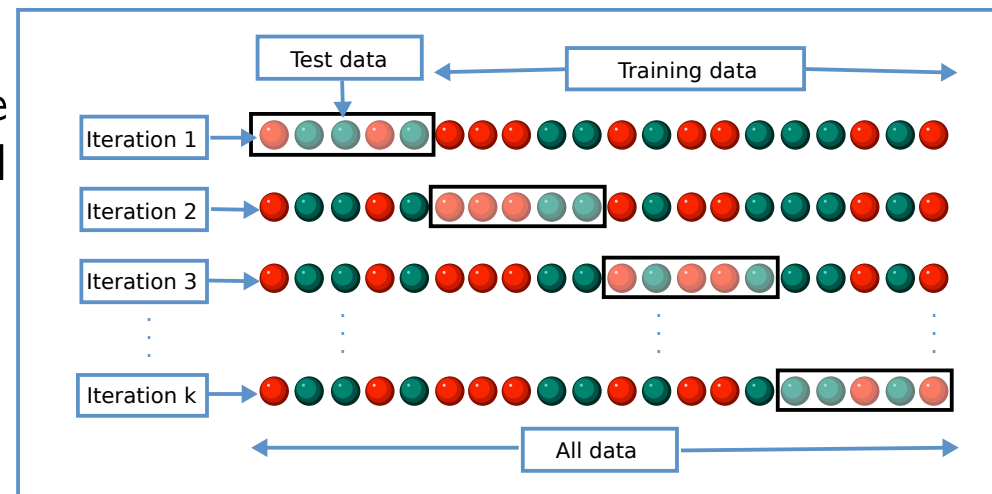 Test data
Training data
Iteration 1
Iteration 2
Iteration 3
Iteration k
All data